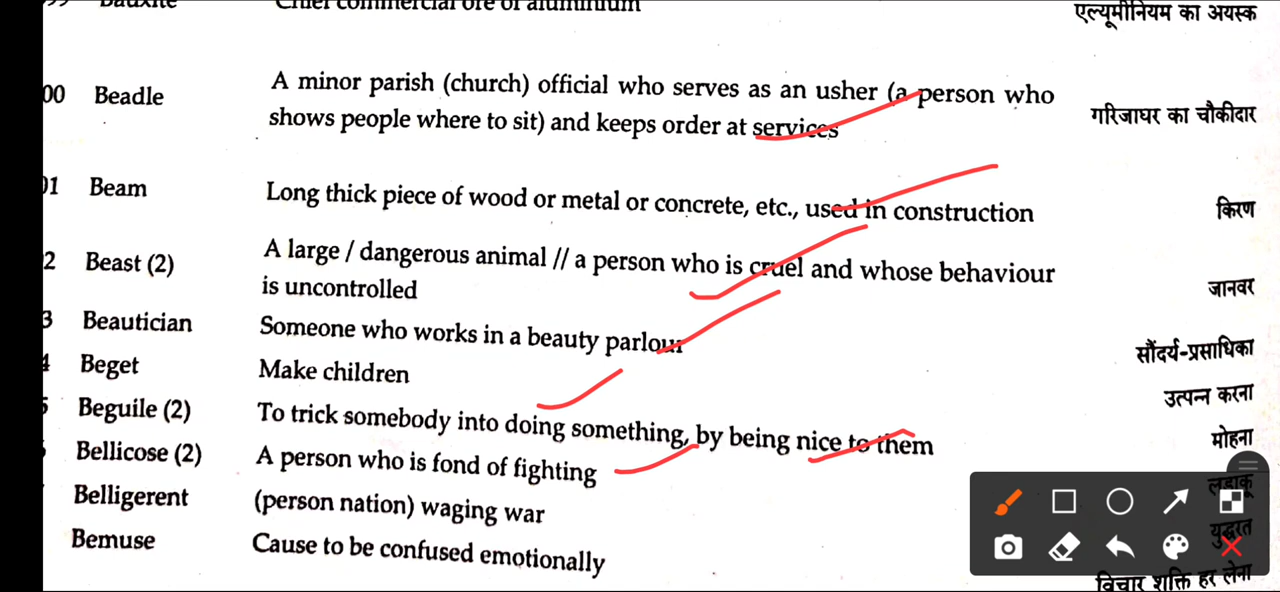 99 Bauxite Chief commercial ore of aluminium एल्यूमीनियम का अयस्क
00 Beadle A minor parish (church) official who serves as an usher (a person who
shows people where to sit) and keeps order at services गरिजाघर का चौकीदार
01 Beam Long thick piece of wood or metal or concrete, etc., used in construction किरण
2 Beast (2) A large / dangerous animal // a person who is cruel and whose behaviour
is uncontrolled जानवर
3 Beautician Someone who works in a beauty parlour सौंदर्य-प्रसाधिका
4 Beget Make children उत्पन्न करना
5 Beguile (2) To trick somebody into doing something, by being nice to them मोहना
Bellicose (2) A person who is fond of fighting लडाकू
Belligerent (person nation) waging war युद्धरत
Bemuse Cause to be confused emotionally विचार शक्ति हर लेना